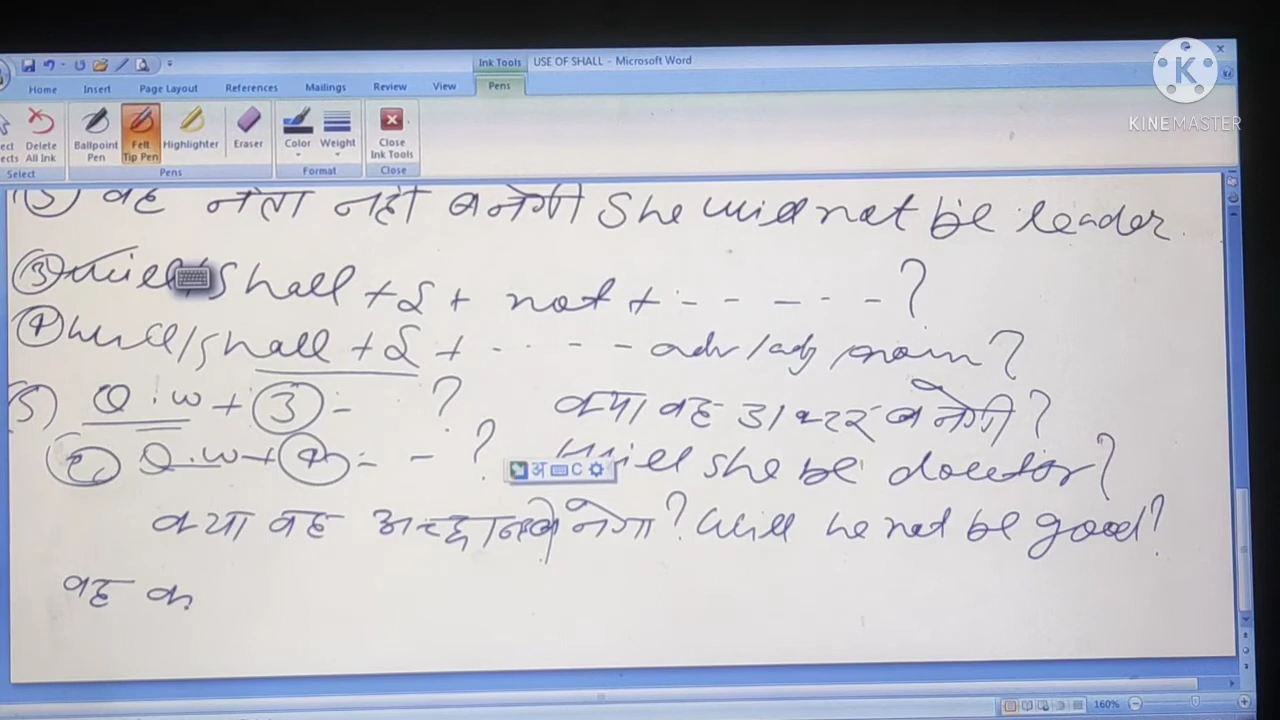 Ink Tools USE OF SHALL - Microsoft Word
Home Insert Page Layout References Mailings Review View Pens
Delete All Ink Ballpoint Pen Felt Tip Pen Highlighter Eraser Color Weight Close Ink Tools
Select Pens Format Close
KINEMASTER
वह नेता नहीं बनेगी She will not be leader
③ will/shall + S + not + - - - - - ?
④ will/shall + S + - - - - adv/adj/noun?
(5) Q.w + ③ - ?
क्या वह डाक्टर बनेगी?
Q.w + ④ - - ?
अ C
Will she be doctor?
क्या वह अच्छा नहीं बनेगा? Will he not be good?
वह क
160%